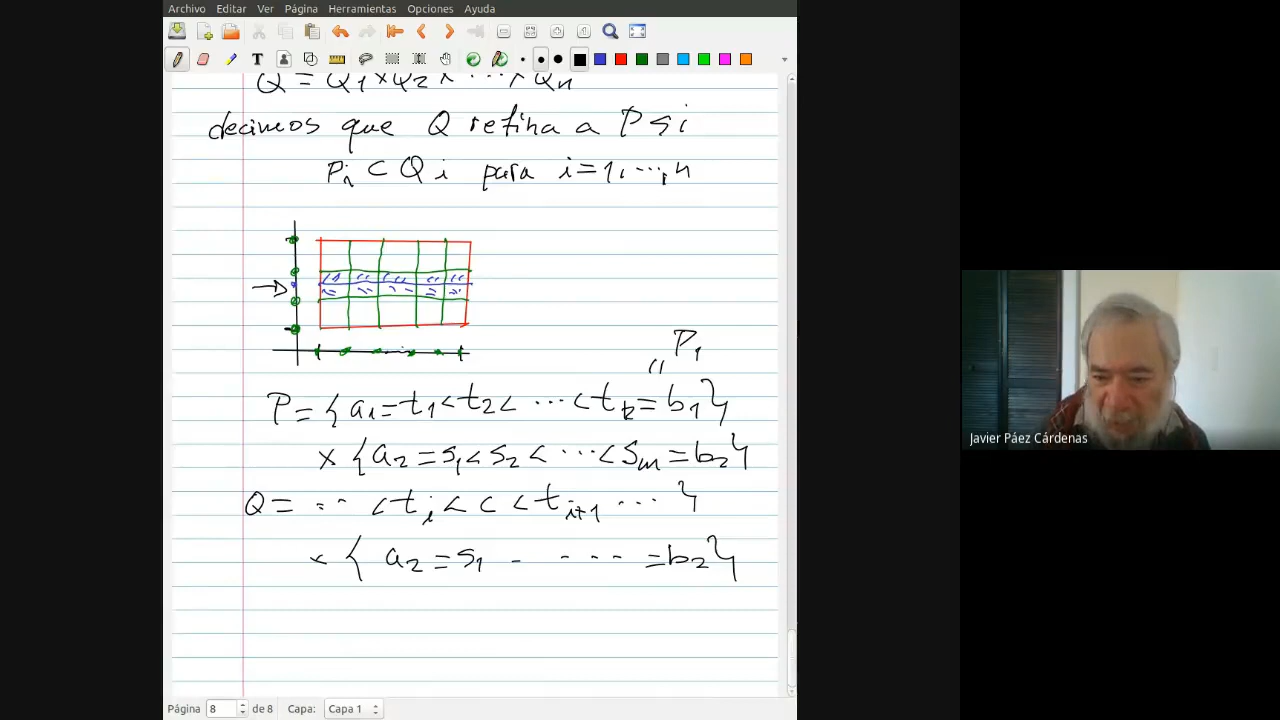 Archivo Editar Ver Página Herramientas Opciones Ayuda
Q = Q1 × Q2 × ... × Qn
decimos que Q refina a P si
Pi ⊂ Qi para i=1,...,n
P1
"
P = { a1 = t1 < t2 < ... < tk = b1 }
× { a2 = s1 < s2 < ... < sm = b2 }
Q = ... < ti < c < ti+1 ... }
× { a2 = s1 - ... = b2 }
Javier Páez Cárdenas
Página 8 de 8 Capa: Capa 1